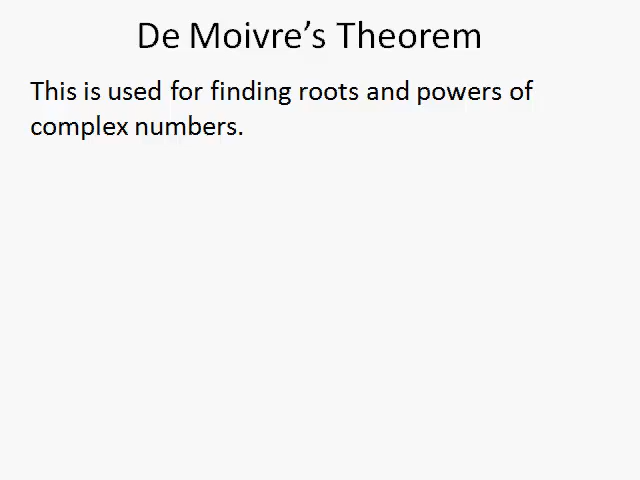 De Moivre’s Theorem
This is used for finding roots and powers of
complex numbers.